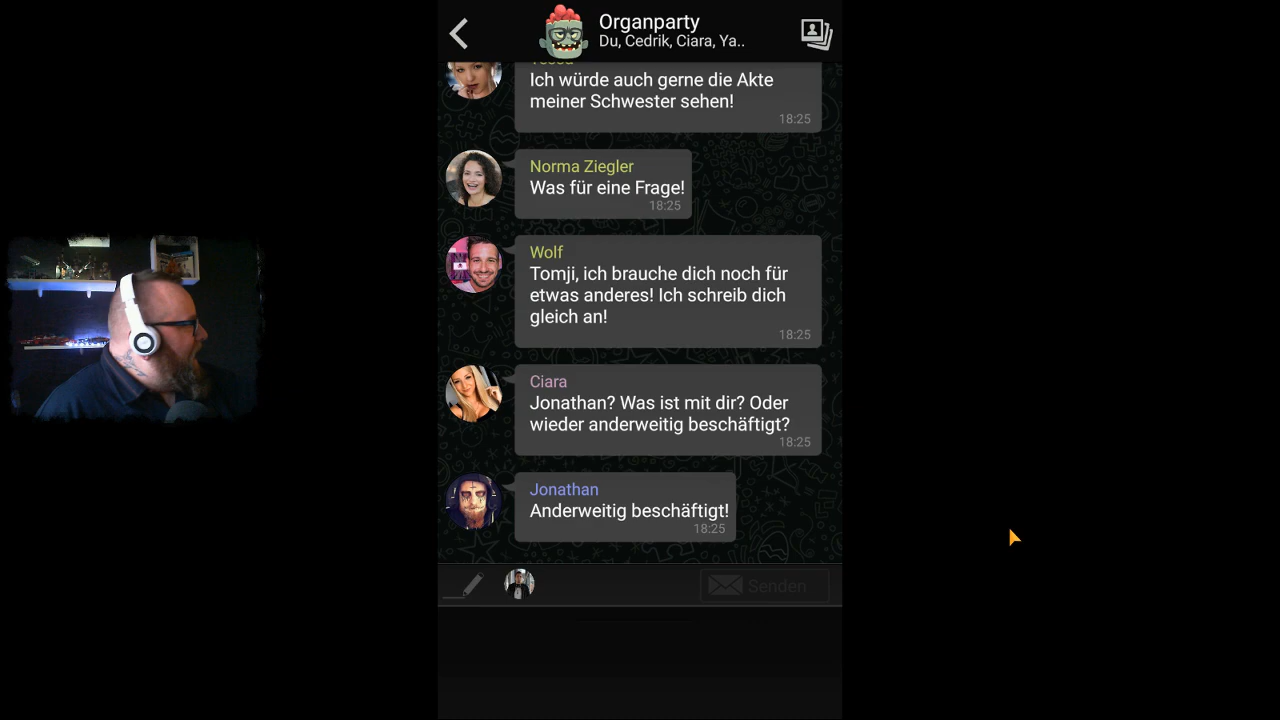 Organparty
Du, Cedrik, Ciara, Ya..
Ich würde auch gerne die Akte
meiner Schwester sehen!
18:25
Norma Ziegler
Was für eine Frage!
18:25
Wolf
Tomji, ich brauche dich noch für
etwas anderes! Ich schreib dich
gleich an!
18:25
Ciara
Jonathan? Was ist mit dir? Oder
wieder anderweitig beschäftigt?
18:25
Jonathan
Anderweitig beschäftigt!
18:25
Senden